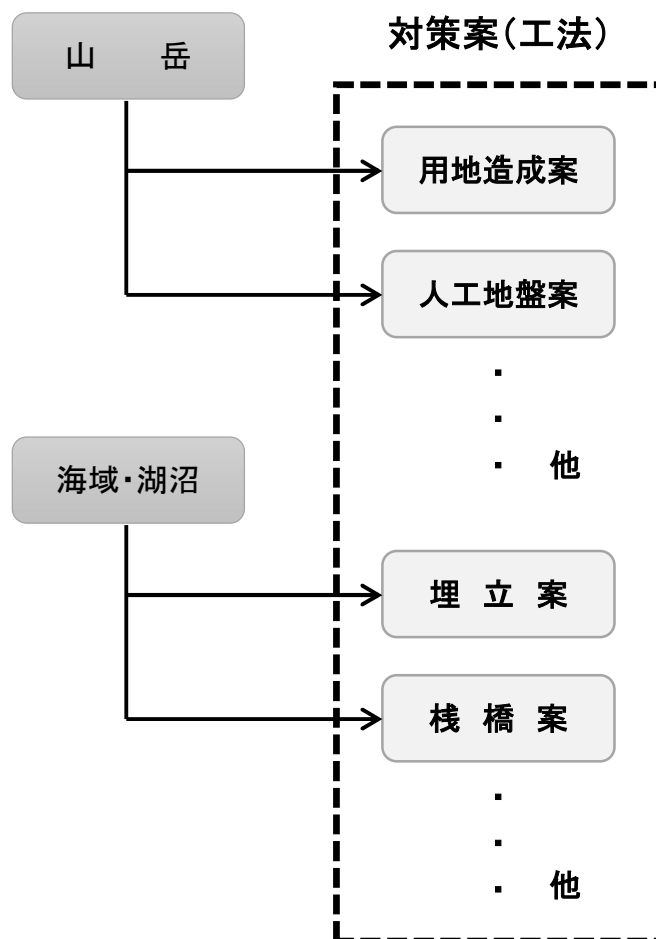 対策案(工法)
山　　岳
用地造成案
人工地盤案
・
・
・　他
海域・湖沼
埋　立　案
桟　橋　案
・
・
・　他